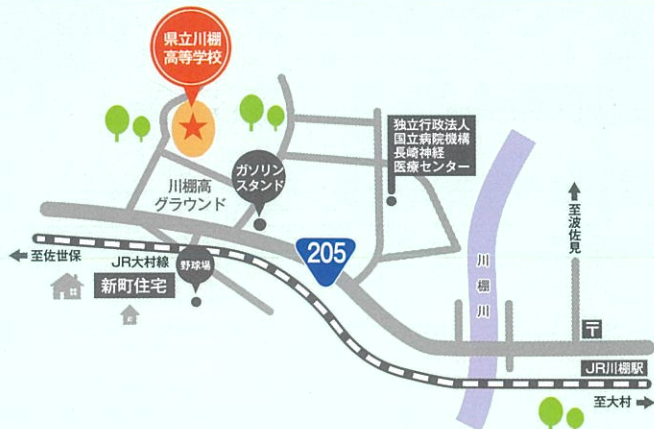 県立川棚
高等学校
独立行政法人
国立病院機構
長崎神経
医療センター
ガソリン
スタンド
川棚高
グラウンド
至波佐見
205
川棚川
至佐世保
JR大村線
野球場
新町住宅
〒
JR川棚駅
至大村